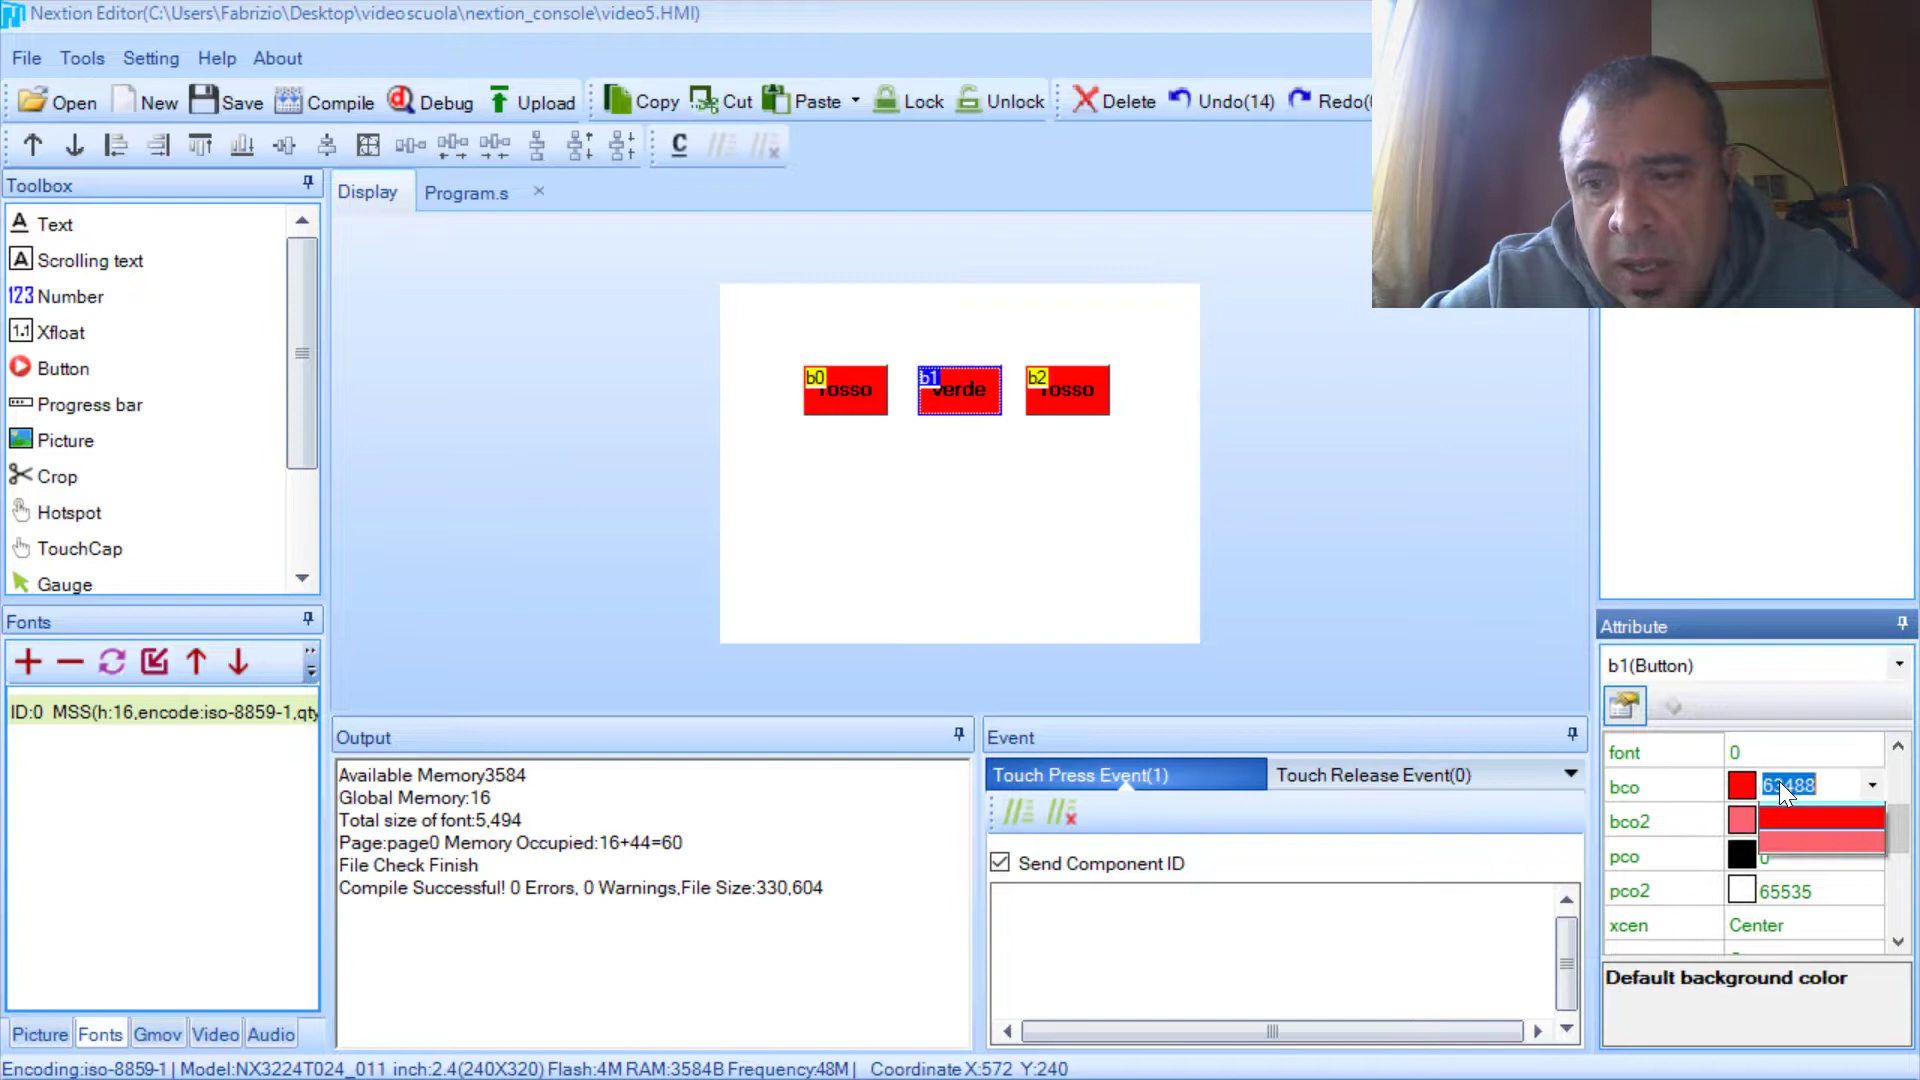 Nextion Editor(C:\Users\Fabrizio\Desktop\videoscuola\nextion_console\video5.HMI)
File Tools Setting Help About
Open New Save Compile Debug Upload Copy Cut Paste Lock Unlock Delete Undo(14) Redo(
C
Toolbox
Display Program.s
A Text
A Scrolling text
123 Number
1.1 Xfloat
Button
Progress bar
Picture
Crop
Hotspot
TouchCap
Gauge
b0 rosso
b1 verde
b2 rosso
Fonts
ID:0 MSS(h:16,encode:iso-8859-1,qty
Picture Fonts Gmov Video Audio
Output
Available Memory3584
Global Memory:16
Total size of font:5,494
Page:page0 Memory Occupied:16+44=60
File Check Finish
Compile Successful! 0 Errors, 0 Warnings,File Size:330,604
Event
Touch Press Event(1) Touch Release Event(0)
Send Component ID
Attribute
b1(Button)
font 0
bco 63488
bco2
pco 0
pco2 65535
xcen Center
Default background color
Encoding:iso-8859-1 Model:NX3224T024_011 inch:2.4(240X320) Flash:4M RAM:3584B Frequency:48M Coordinate X:572 Y:240